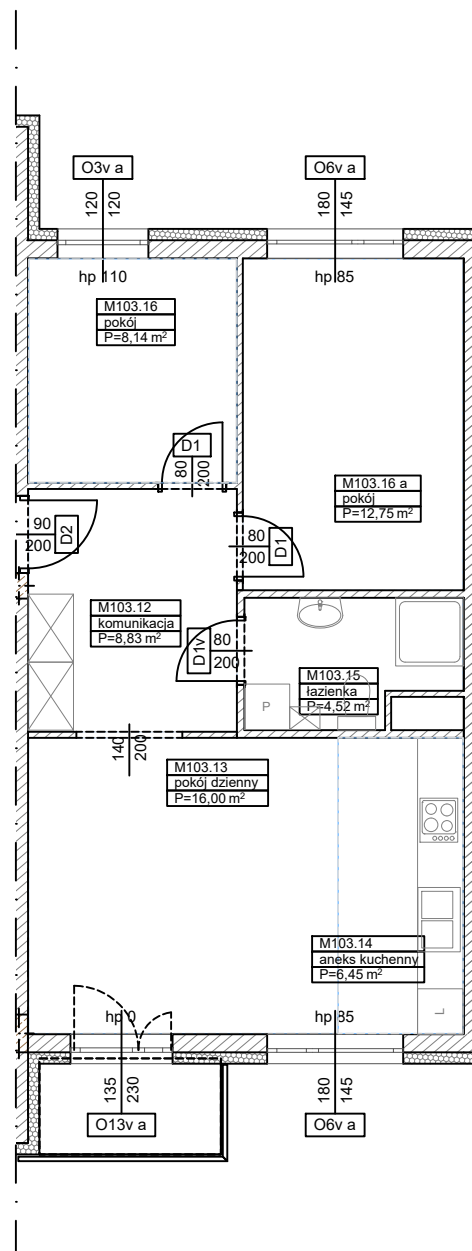 O3v a
120
120
hp 110
O6v a
180
145
hp 85
M103.16
pokój
P=8,14 m²
D1
80
200
M103.16 a
pokój
P=12,75 m²
90
200
D2
80
200
D1
M103.12
komunikacja
P=8,83 m²
D1v
80
200
M103.15
łazienka
P=4,52 m²
P
140
200
M103.13
pokój dzienny
P=16,00 m²
M103.14
aneks kuchenny
P=6,45 m²
L
hp 0
135
230
O13v a
hp 85
180
145
O6v a